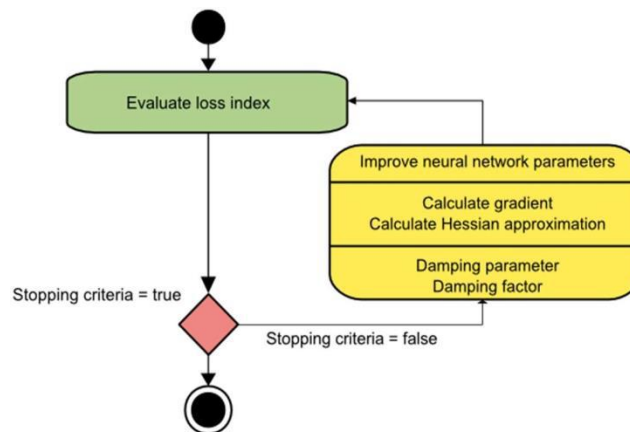 Evaluate loss index
Improve neural network parameters
Calculate gradient
Calculate Hessian approximation
Damping parameter
Damping factor
Stopping criteria = true
Stopping criteria = false